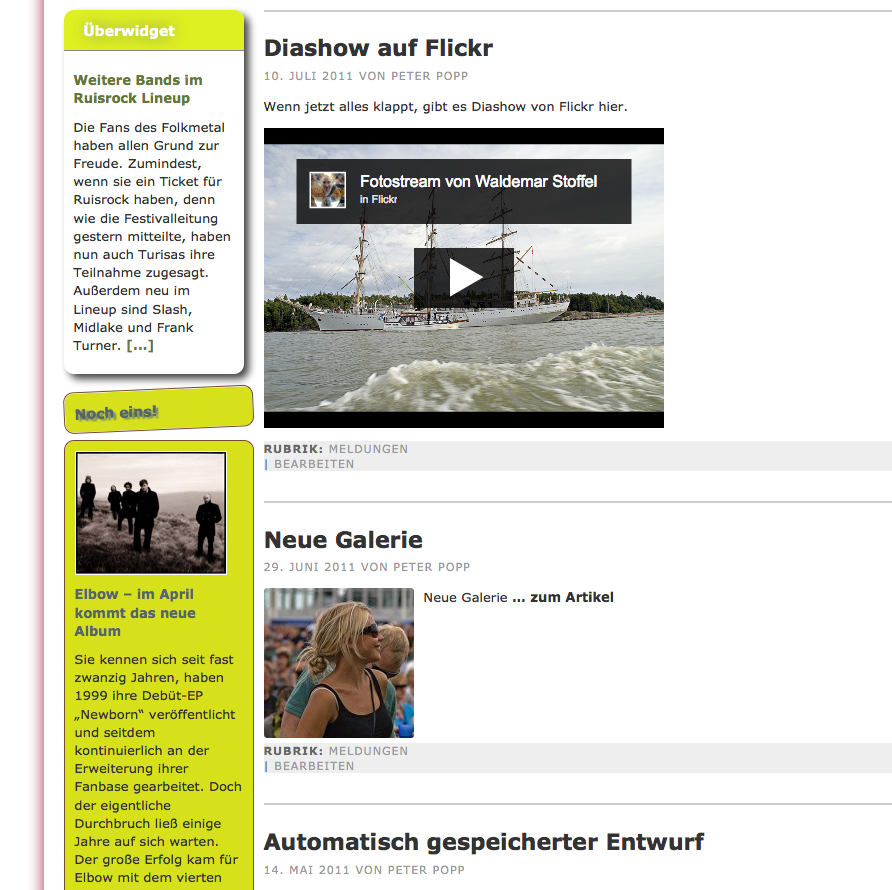 Überwidget
Weitere Bands im
Ruisrock Lineup
Die Fans des Folkmetal
haben allen Grund zur
Freude. Zumindest,
wenn sie ein Ticket für
Ruisrock haben, denn
wie die Festivalleitung
gestern mitteilte, haben
nun auch Turisas ihre
Teilnahme zugesagt.
Außerdem neu im
Lineup sind Slash,
Midlake und Frank
Turner. [...]
Noch eins!
Elbow – im April
kommt das neue
Album
Sie kennen sich seit fast
zwanzig Jahren, haben
1999 ihre Debüt-EP
„Newborn“ veröffentlicht
und seitdem
kontinuierlich an der
Erweiterung ihrer
Fanbase gearbeitet. Doch
der eigentliche
Durchbruch ließ einige
Jahre auf sich warten.
Der große Erfolg kam für
Elbow mit dem vierten
Diashow auf Flickr
10. JULI 2011 VON PETER POPP
Wenn jetzt alles klappt, gibt es Diashow von Flickr hier.
Fotostream von Waldemar Stoffel
in Flickr
RUBRIK: MELDUNGEN
| BEARBEITEN
Neue Galerie
29. JUNI 2011 VON PETER POPP
Neue Galerie ... zum Artikel
RUBRIK: MELDUNGEN
| BEARBEITEN
Automatisch gespeicherter Entwurf
14. MAI 2011 VON PETER POPP